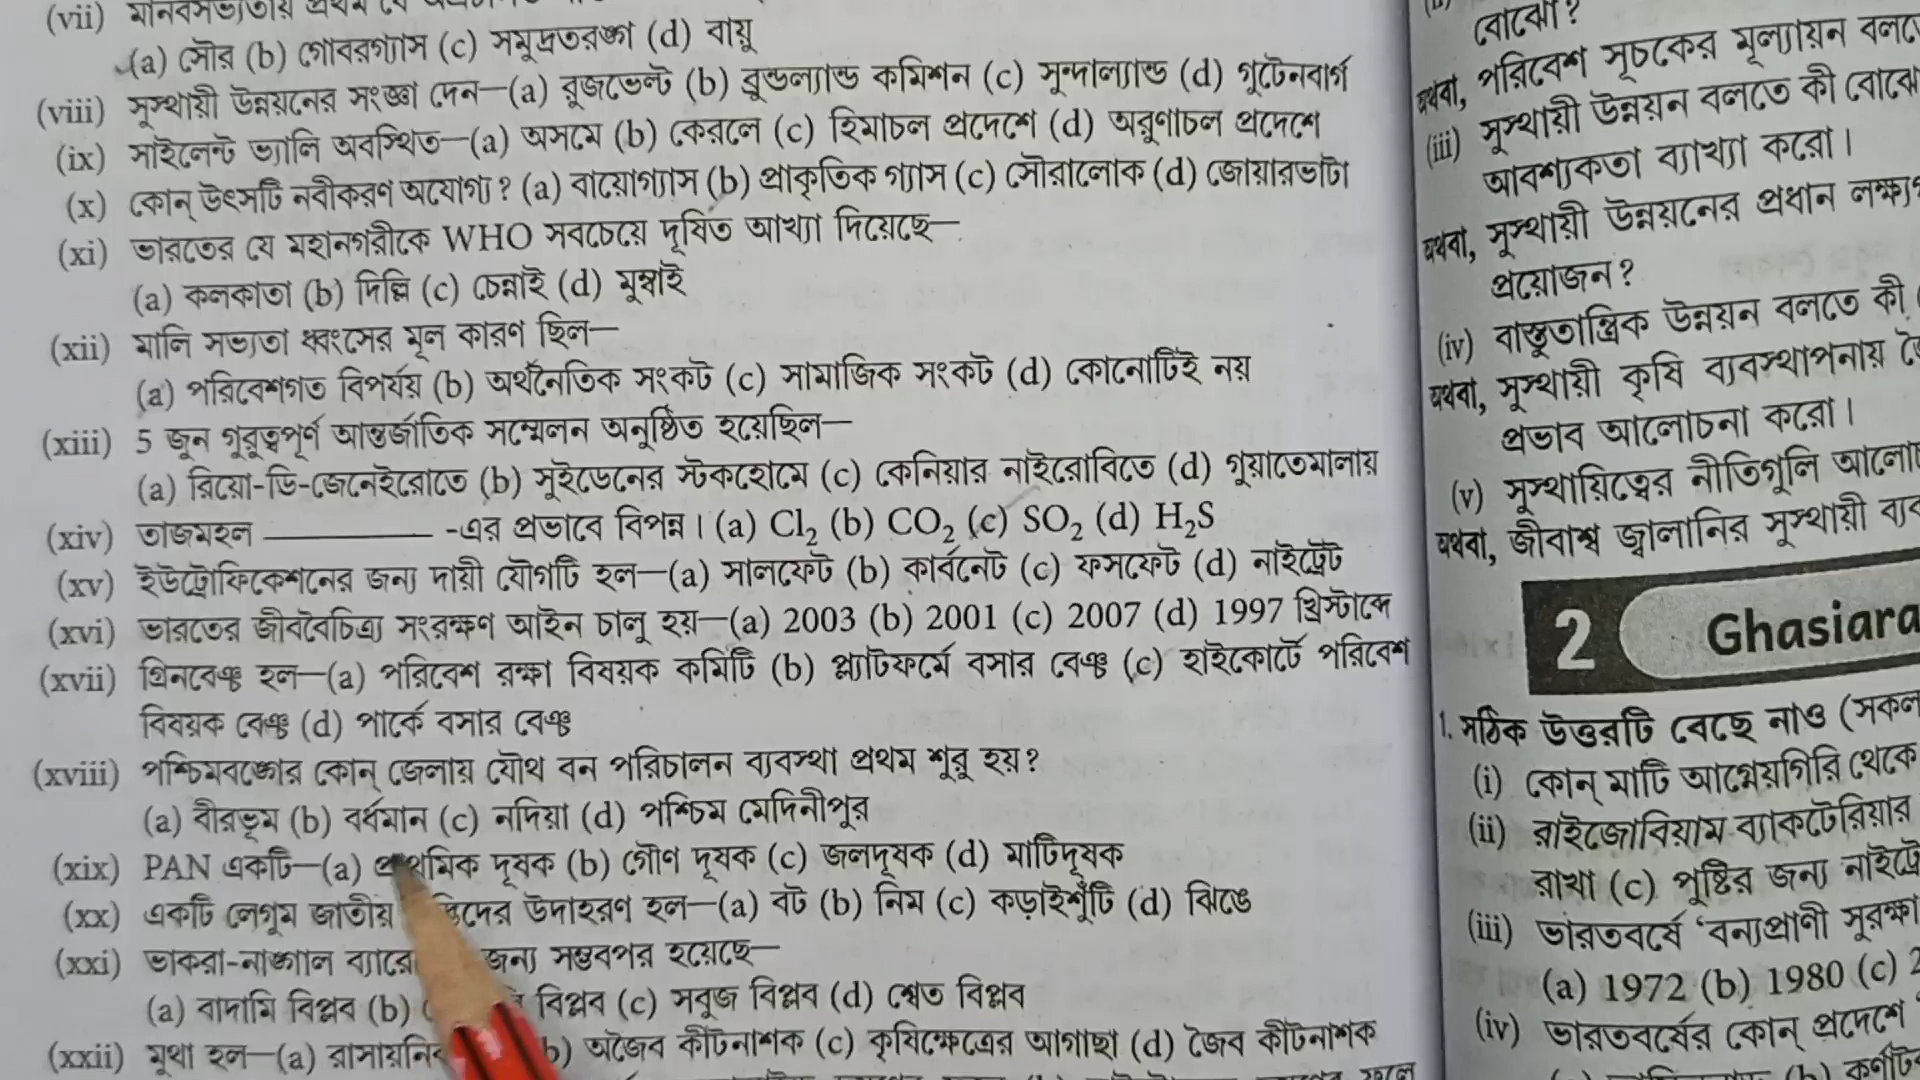 (vii) মানবসভ্যতায় প্রথম যে
(a) সৌর (b) গোবরগ্যাস (c) সমুদ্রতরঙ্গ (d) বায়ু
(viii) সুস্থায়ী উন্নয়নের সংজ্ঞা দেন—(a) রুজভেল্ট (b) ব্রুন্ডল্যান্ড কমিশন (c) সুন্দাল্যান্ড (d) গুটেনবার্গ
(ix) সাইলেন্ট ভ্যালি অবস্থিত—(a) অসমে (b) কেরলে (c) হিমাচল প্রদেশে (d) অরুণাচল প্রদেশে
(x) কোন্ উৎসটি নবীকরণ অযোগ্য? (a) বায়োগ্যাস (b) প্রাকৃতিক গ্যাস (c) সৌরালোক (d) জোয়ারভাটা
(xi) ভারতের যে মহানগরীকে WHO সবচেয়ে দূষিত আখ্যা দিয়েছে—
(a) কলকাতা (b) দিল্লি (c) চেন্নাই (d) মুম্বাই
(xii) মালি সভ্যতা ধ্বংসের মূল কারণ ছিল—
(a) পরিবেশগত বিপর্যয় (b) অর্থনৈতিক সংকট (c) সামাজিক সংকট (d) কোনোটিই নয়
(xiii) 5 জুন গুরুত্বপূর্ণ আন্তর্জাতিক সম্মেলন অনুষ্ঠিত হয়েছিল—
(a) রিয়ো-ডি-জেনেইরোতে (b) সুইডেনের স্টকহোমে (c) কেনিয়ার নাইরোবিতে (d) গুয়াতেমালায়
(xiv) তাজমহল ________ -এর প্রভাবে বিপন্ন। (a) Cl₂ (b) CO₂ (c) SO₂ (d) H₂S
(xv) ইউট্রোফিকেশনের জন্য দায়ী যৌগটি হল—(a) সালফেট (b) কার্বনেট (c) ফসফেট (d) নাইট্রেট
(xvi) ভারতের জীববৈচিত্র্য সংরক্ষণ আইন চালু হয়—(a) 2003 (b) 2001 (c) 2007 (d) 1997 খ্রিস্টাব্দে
(xvii) গ্রিনবেঞ্চ হল—(a) পরিবেশ রক্ষা বিষয়ক কমিটি (b) প্ল্যাটফর্মে বসার বেঞ্চ (c) হাইকোর্টে পরিবেশ
বিষয়ক বেঞ্চ (d) পার্কে বসার বেঞ্চ
(xviii) পশ্চিমবঙ্গের কোন্ জেলায় যৌথ বন পরিচালন ব্যবস্থা প্রথম শুরু হয়?
(a) বীরভূম (b) বর্ধমান (c) নদিয়া (d) পশ্চিম মেদিনীপুর
(xix) PAN একটি—(a) প্রাথমিক দূষক (b) গৌণ দূষক (c) জলদূষক (d) মাটিদূষক
(xx) একটি লেগুম জাতীয় উদ্ভিদের উদাহরণ হল—(a) বট (b) নিম (c) কড়াইশুঁটি (d) ঝিঙে
(xxi) ভাকরা-নাঙ্গাল জন্য সম্ভবপর হয়েছে—
(a) বাদামি বিপ্লব (b) বিপ্লব (c) সবুজ বিপ্লব (d) শ্বেত বিপ্লব
(xxii) মুথা হল—(a) b) অজৈব কীটনাশক (c) কৃষিক্ষেত্রের আগাছা (d) জৈব কীটনাশক
বোঝো?
অথবা, পরিবেশ সূচকের মূল্যায়ন বলতে
(iii) সুস্থায়ী উন্নয়ন বলতে কী বোঝো
আবশ্যকতা ব্যাখ্যা করো।
অথবা, সুস্থায়ী উন্নয়নের প্রধান
প্রয়োজন?
(iv) বাস্তুতান্ত্রিক উন্নয়ন বলতে কী
অথবা, সুস্থায়ী কৃষি ব্যবস্থাপনায়
প্রভাব আলোচনা করো।
(v) সুস্থায়িত্বের নীতিগুলি
অথবা, জীবাশ্ম জ্বালানির সুস্থায়ী
2 Ghasiara
1. সঠিক উত্তরটি বেছে নাও (সকল
(i) কোন্ মাটি আগ্নেয়গিরি থেকে
(ii) রাইজোবিয়াম ব্যাকটেরিয়ার
রাখা (c) পুষ্টির জন্য
(iii) ভারতবর্ষে ‘বন্যপ্রাণী সুরক্ষা
(a) 1972 (b) 1980 (c) 2
(iv) ভারতবর্ষের কোন্ প্রদেশে